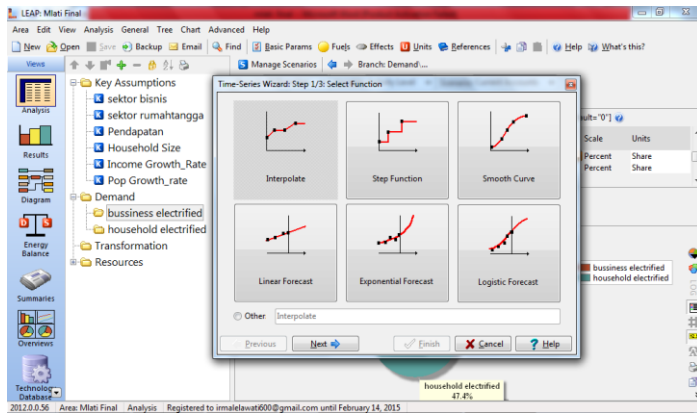 LEAP: Mlati Final
Area Edit View Analysis General Tree Chart Advanced Help
New Open Save Backup Email Find Basic Params Fuels Effects Units References Help What's this?
Views
Manage Scenarios Branch: Demand\...
Analysis
Results
Diagram
Energy Balance
Summaries
Overviews
Technology Database
Key Assumptions
sektor bisnis
sektor rumahtangga
Pendapatan
Household Size
Income Growth_Rate
Pop Growth_rate
Demand
bussiness electrified
household electrified
Transformation
Resources
Time-Series Wizard: Step 1/3: Select Function
Interpolate
Step Function
Smooth Curve
Linear Forecast
Exponential Forecast
Logistic Forecast
Other Interpolate
Previous Next Finish Cancel Help
ult="0"]
Scale Units
Percent Share
Percent Share
bussiness electrified
household electrified
household electrified
47.4%
2012.0.0.56 Area: Mlati Final Analysis Registered to irmalelawati600@gmail.com until February 14, 2015